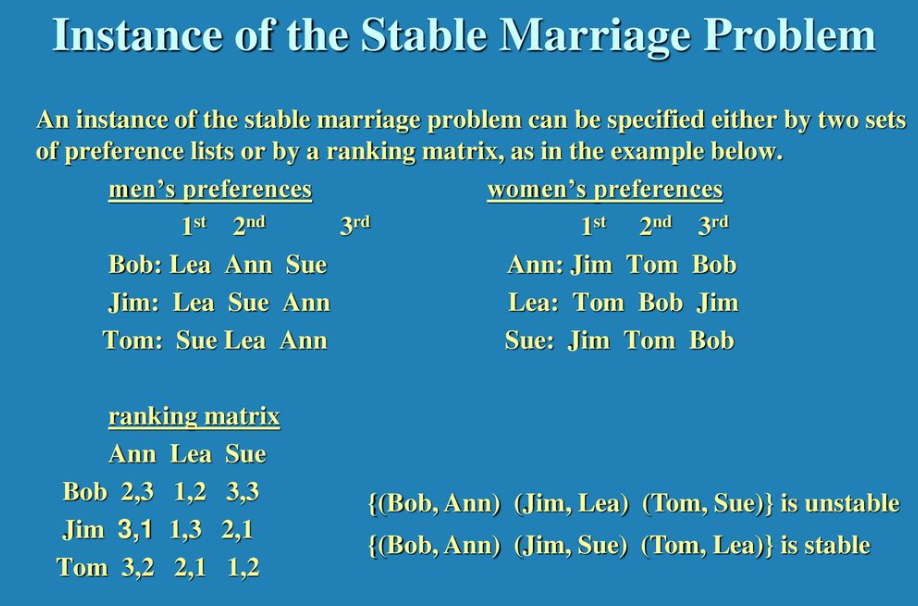 Instance of the Stable Marriage Problem
An instance of the stable marriage problem can be specified either by two sets
of preference lists or by a ranking matrix, as in the example below.
men's preferences women's preferences
1st 2nd 3rd 1st 2nd 3rd
Bob: Lea Ann Sue Ann: Jim Tom Bob
Jim: Lea Sue Ann Lea: Tom Bob Jim
Tom: Sue Lea Ann Sue: Jim Tom Bob
ranking matrix
Ann Lea Sue
Bob 2,3 1,2 3,3 {(Bob, Ann) (Jim, Lea) (Tom, Sue)} is unstable
Jim 3,1 1,3 2,1
{(Bob, Ann) (Jim, Sue) (Tom, Lea)} is stable
Tom 3,2 2,1 1,2